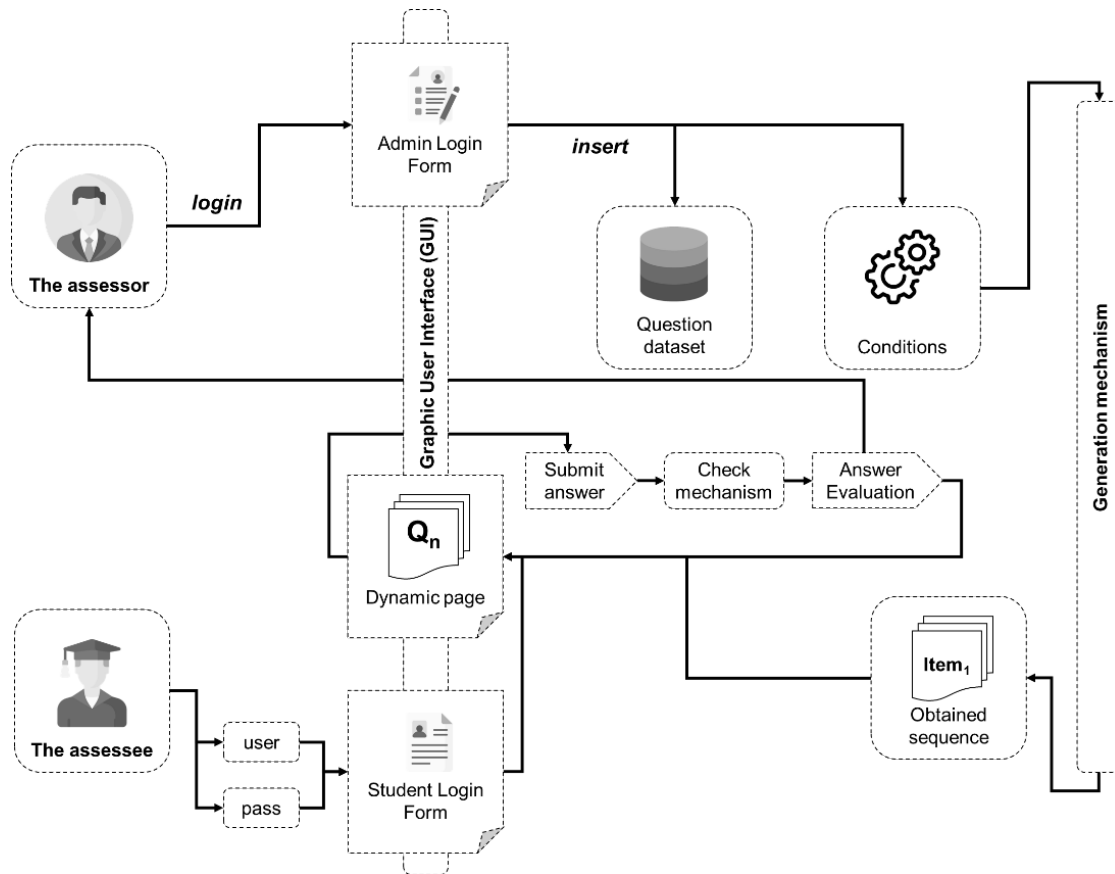 Admin Login
Form
login
insert
The assessor
Graphic User Interface (GUI)
Question
dataset
Conditions
Generation mechanism
Submit
answer
Check
mechanism
Answer
Evaluation
Qn
Dynamic page
The assessee
user
pass
Student Login
Form
Item1
Obtained
sequence